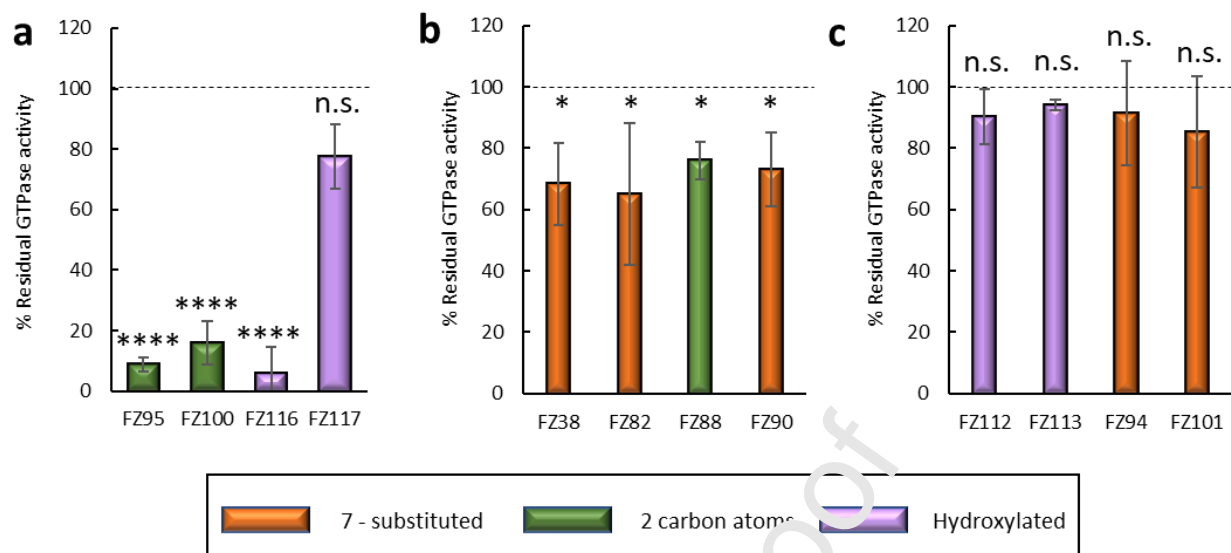 a
% Residual GTPase activity
120
100
80
60
40
20
0
****
****
****
n.s.
FZ95 FZ100 FZ116 FZ117
b
% Residual GTPase activity
120
100
80
60
40
20
0
* * * *
FZ38 FZ82 FZ88 FZ90
c
% Residual GTPase activity
120
100
80
60
40
20
0
n.s. n.s. n.s. n.s.
FZ112 FZ113 FZ94 FZ101
7 - substituted 2 carbon atoms Hydroxylated
oof